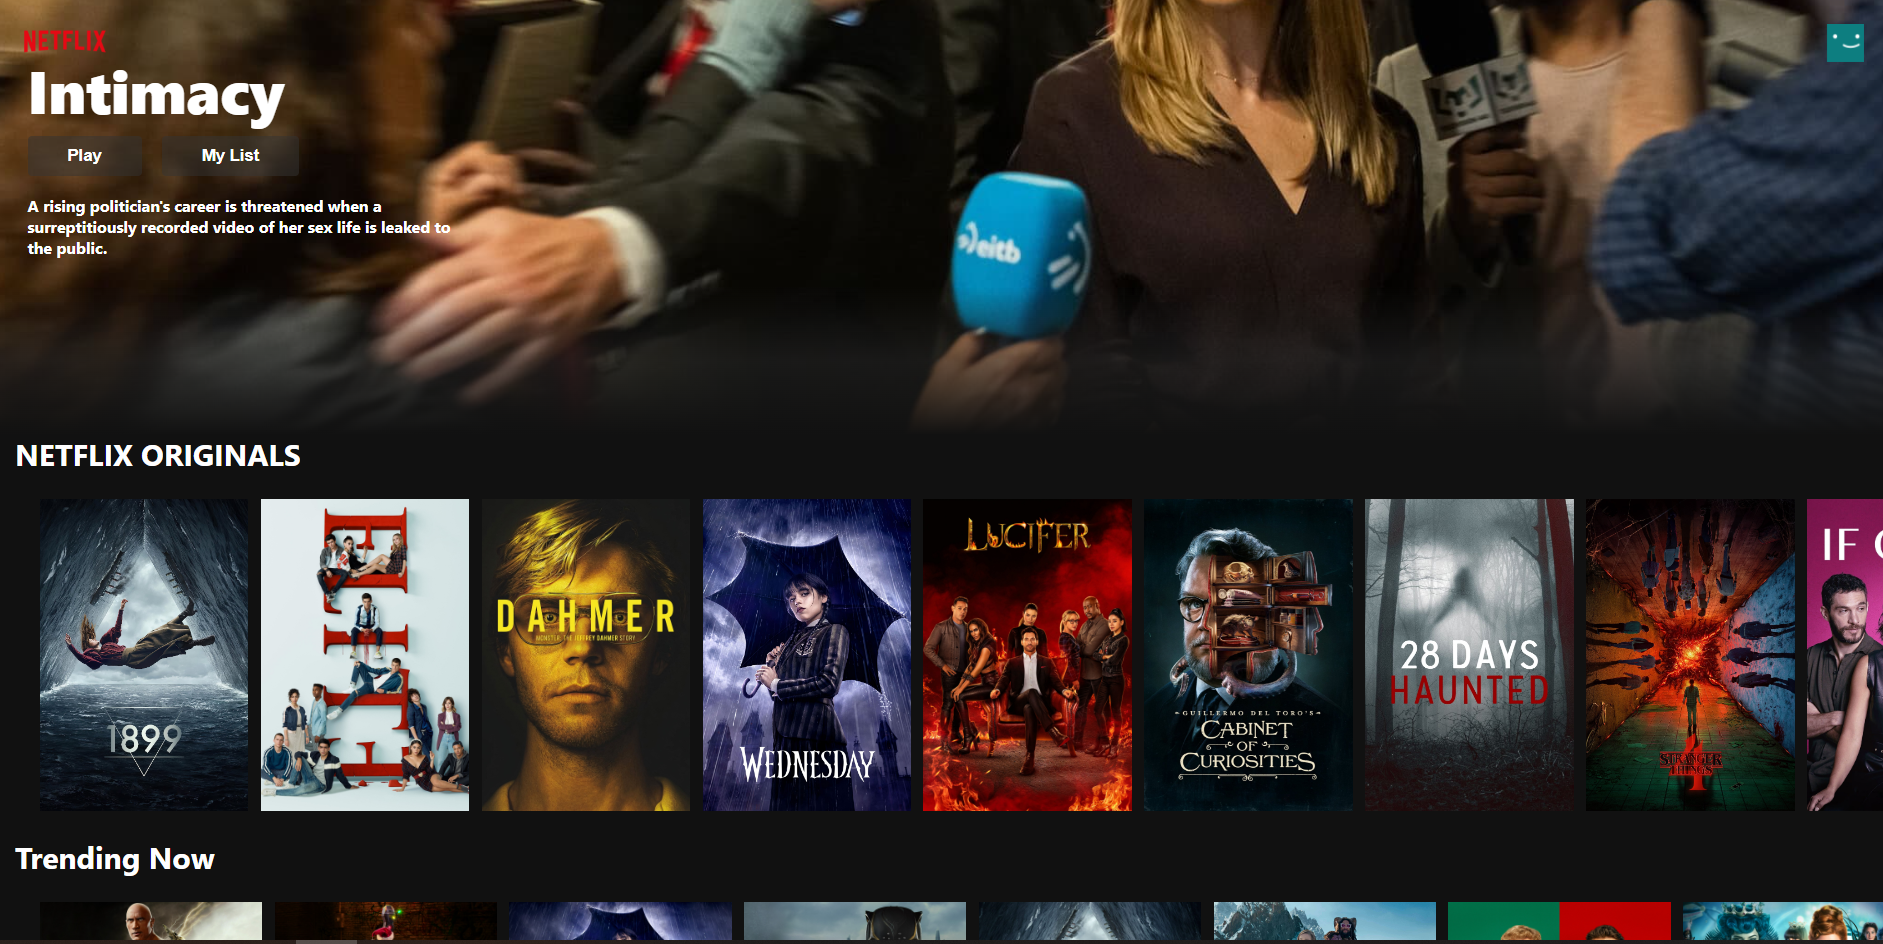 NETFLIX
Intimacy
Play
My List
A rising politician's career is threatened when a
surreptitiously recorded video of her sex life is leaked to
the public.
eitb
NETFLIX ORIGINALS
1899
ELITE
DAHMER
MONSTER: THE JEFFREY DAHMER STORY
WEDNESDAY
LUCIFER
GUILLERMO DEL TORO'S
CABINET
OF
CURIOSITIES
28 DAYS
HAUNTED
STRANGER
THINGS
4
IF
Trending Now